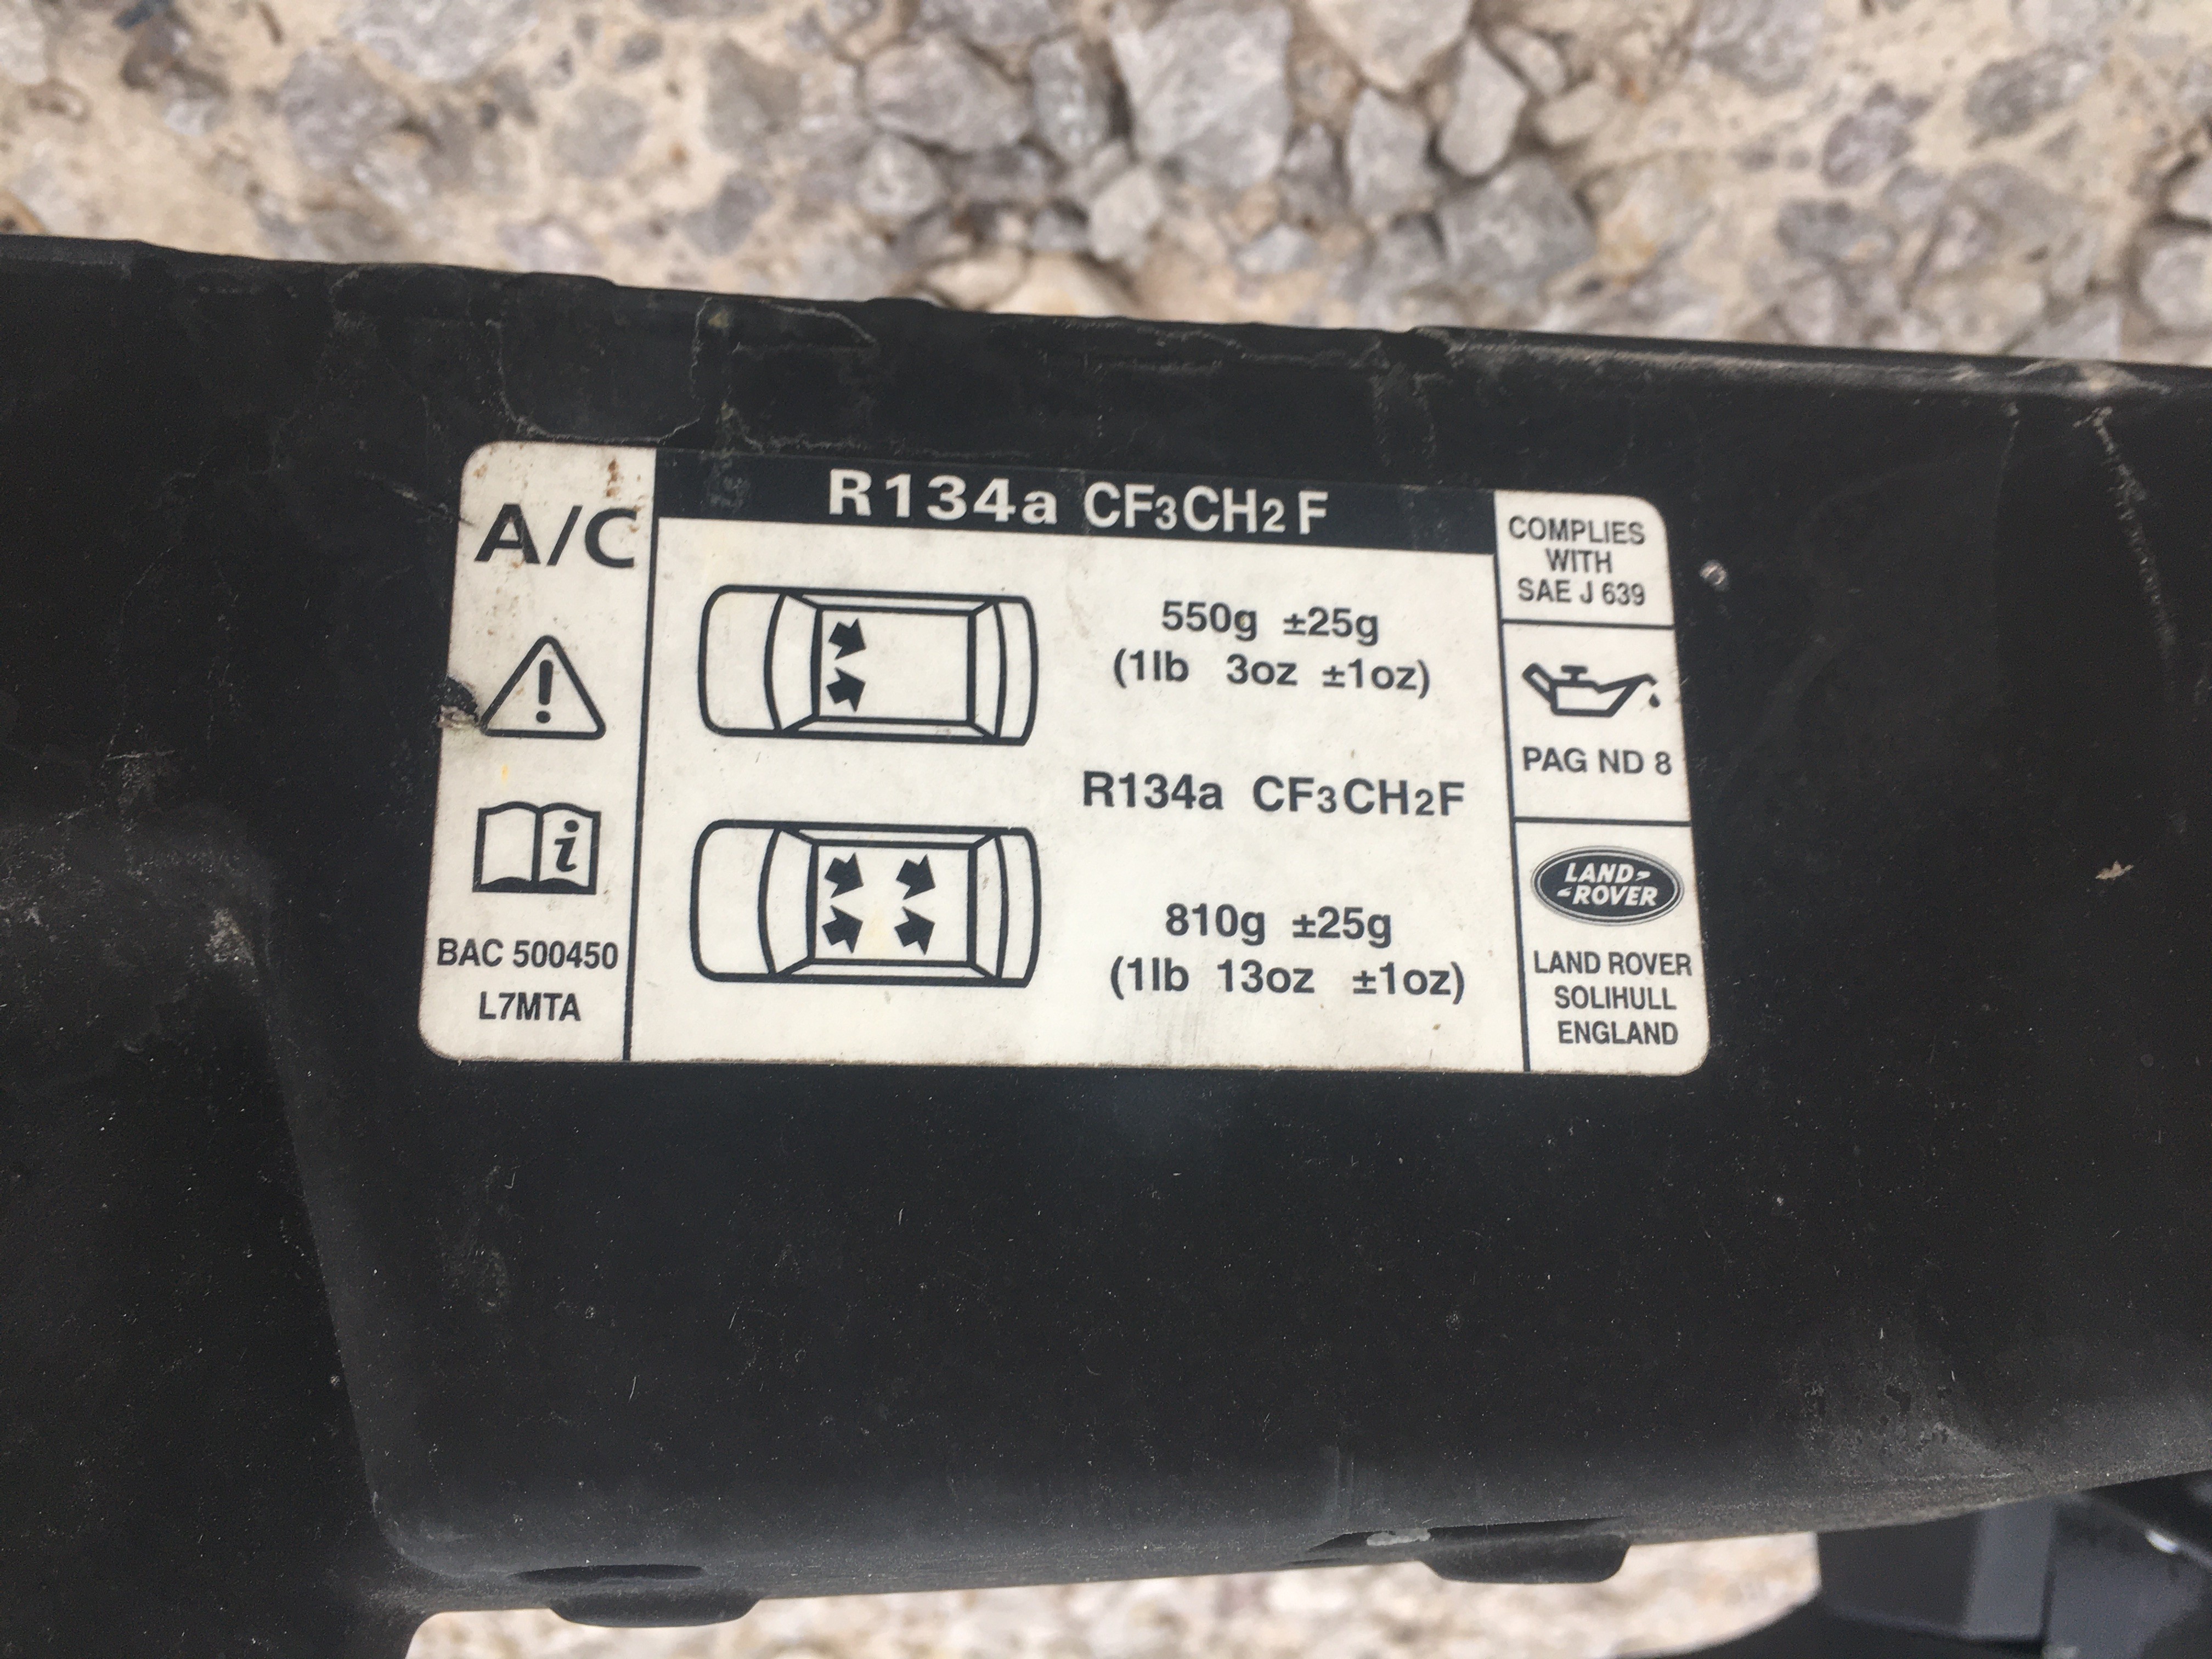 A/C
BAC 500450
L7MTA
R134a CF3CH2F
550g ±25g
(1lb 3oz ±1oz)
R134a CF3CH2F
810g ±25g
(1lb 13oz ±1oz)
COMPLIES
WITH
SAE J 639
PAG ND 8
LAND-
-ROVER
LAND ROVER
SOLIHULL
ENGLAND